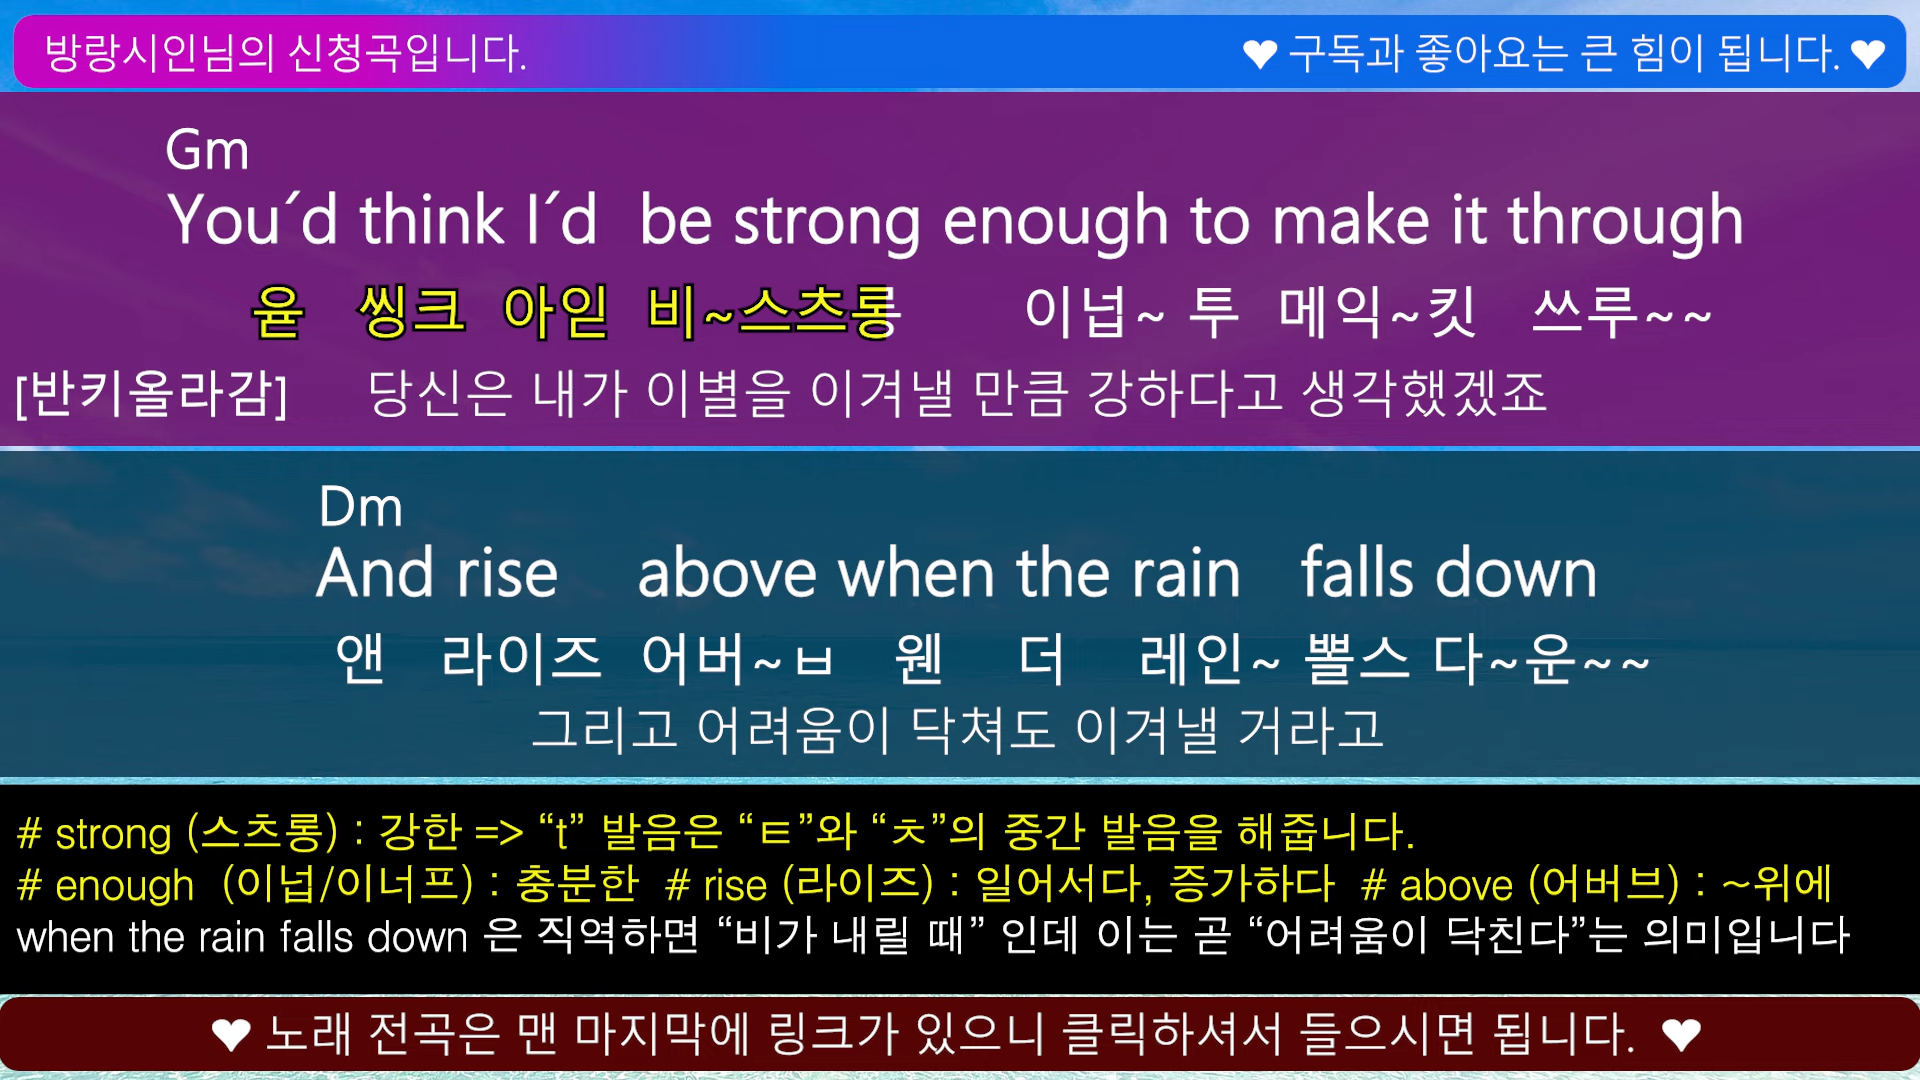 방랑시인님의 신청곡입니다.
♥ 구독과 좋아요는 큰 힘이 됩니다. ♥
Gm
You´d think I´d be strong enough to make it through
윧 씽크 아읻 비~스츠롱 이넙~ 투 메익~킷 쓰루~~
[반키올라감] 당신은 내가 이별을 이겨낼 만큼 강하다고 생각했겠죠
Dm
And rise above when the rain falls down
앤 라이즈 어버~ㅂ 웬 더 레인~ 뽤스 다~운~~
그리고 어려움이 닥쳐도 이겨낼 거라고
# strong (스츠롱) : 강한 => “t” 발음은 “ㅌ”와 “ㅊ”의 중간 발음을 해줍니다.
# enough (이넙/이너프) : 충분한 # rise (라이즈) : 일어서다, 증가하다 # above (어버브) : ~위에
when the rain falls down 은 직역하면 “비가 내릴 때” 인데 이는 곧 “어려움이 닥친다”는 의미입니다
♥ 노래 전곡은 맨 마지막에 링크가 있으니 클릭하셔서 들으시면 됩니다. ♥